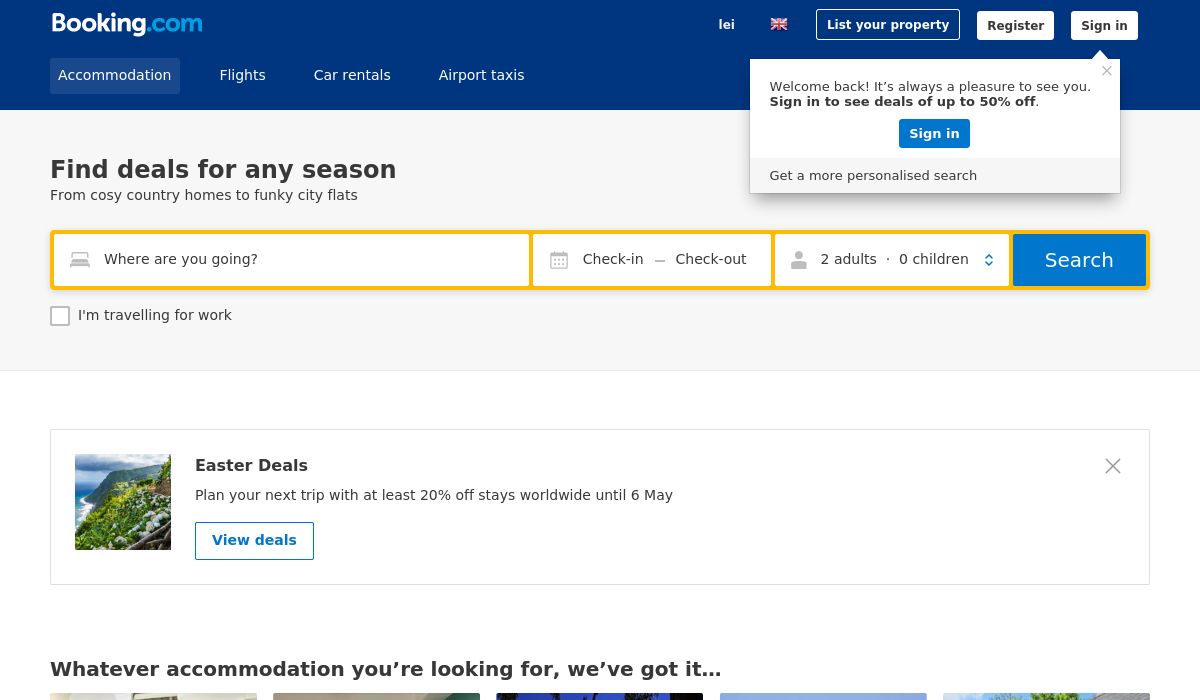 Booking.com
lei
List your property
Register
Sign in
Accommodation
Flights
Car rentals
Airport taxis
Welcome back! It’s always a pleasure to see you.
Sign in to see deals of up to 50% off.
Sign in
Get a more personalised search
Find deals for any season
From cosy country homes to funky city flats
Where are you going?
Check-in — Check-out
2 adults · 0 children
Search
I'm travelling for work
Easter Deals
Plan your next trip with at least 20% off stays worldwide until 6 May
View deals
Whatever accommodation you’re looking for, we’ve got it…